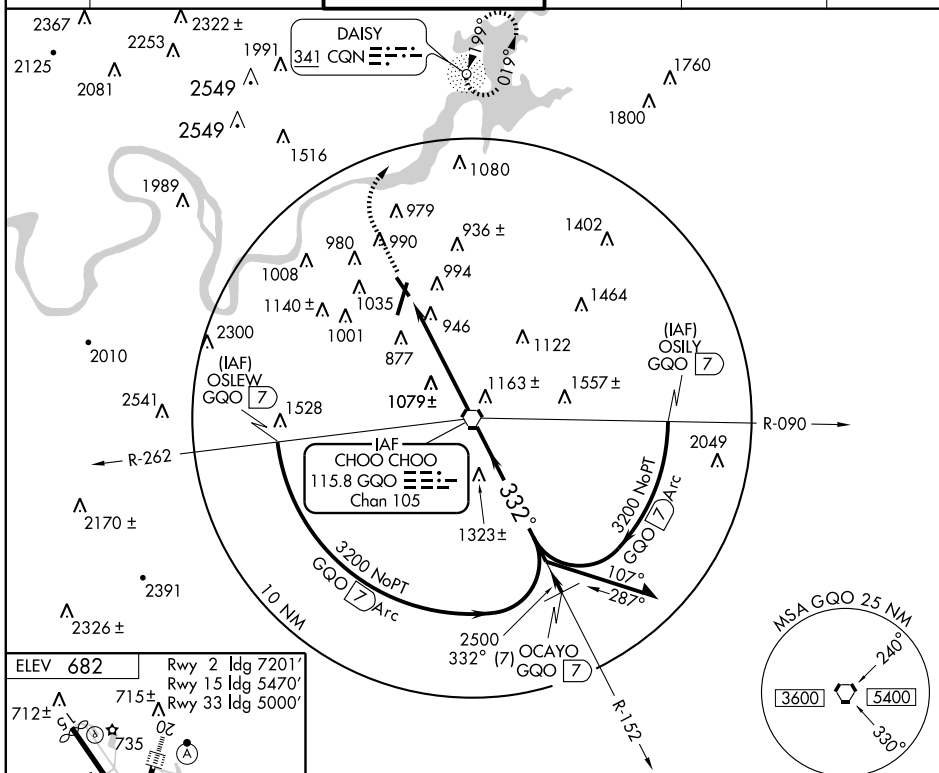 2367
2322 ±
2253
2125
2081
1991
2549
2549
DAISY
341 CQN
199°
019°
1760
1800
1516
1080
1989
979
990
936 ±
1402
980
1008
994
1035
1464
1140 ±
1001
946
877
1122
2300
2010
(IAF)
OSLEW
GQO 7
(IAF)
OSILY
GQO 7
2541
1528
1079±
1163 ±
1557 ±
R-090
R-262
2049
IAF
CHOO CHOO
115.8 GQO
Chan 105
332°
1323±
3200 NoPT
GQO 7 Arc
3200 NoPT
GQO 7 Arc
2170 ±
2391
2326 ±
10 NM
107°
287°
2500
332° (7)
OCAYO
GQO 7
R-152
MSA GQO 25 NM
240°
3600
5400
330°
ELEV 682
Rwy 2 ldg 7201'
Rwy 15 ldg 5470'
Rwy 33 ldg 5000'
712±
715±
735
20
A